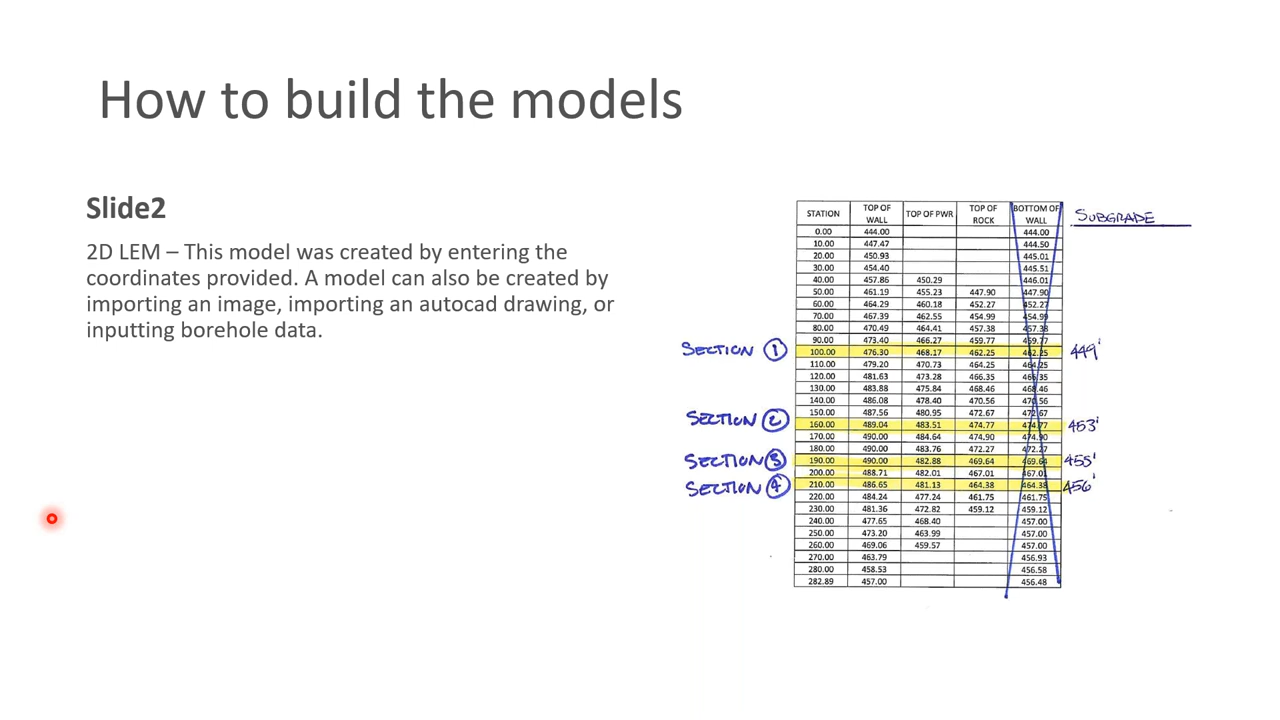 How to build the models
Slide2
2D LEM – This model was created by entering the
coordinates provided. A model can also be created by
importing an image, importing an autocad drawing, or
inputting borehole data.
STATION TOP OF WALL TOP OF PWR TOP OF ROCK BOTTOM OF WALL SUBGRADE
0.00 444.00 444.00
10.00 447.47 444.50
20.00 450.93 445.01
30.00 454.40 445.51
40.00 457.86 450.29 446.01
50.00 461.19 455.23 447.90 447.90
60.00 464.29 460.18 452.27 452.27
70.00 467.39 462.55 454.99 454.99
80.00 470.49 464.41 457.38 457.38
90.00 473.40 466.27 459.77 459.77
SECTION 1 100.00 476.30 468.17 462.25 462.25 449'
110.00 479.20 470.73 464.25 464.25
120.00 481.63 473.28 466.35 466.35
130.00 483.88 475.84 468.46 468.46
140.00 486.08 478.40 470.56 470.56
150.00 487.56 480.95 472.67 472.67
SECTION 2 160.00 489.04 483.51 474.77 474.77 453'
170.00 490.00 484.64 474.90 474.90
180.00 490.00 483.76 472.27 472.27
SECTION 3 190.00 490.00 482.88 469.64 469.64 455'
200.00 488.71 482.01 467.01 467.01
SECTION 4 210.00 486.65 481.13 464.38 464.38 456'
220.00 484.24 477.24 461.75 461.75
230.00 481.36 472.82 459.12 459.12
240.00 477.65 468.40 457.00
250.00 473.20 463.99 457.00
260.00 469.06 459.57 457.00
270.00 463.79 456.93
280.00 458.53 456.58
282.89 457.00 456.48